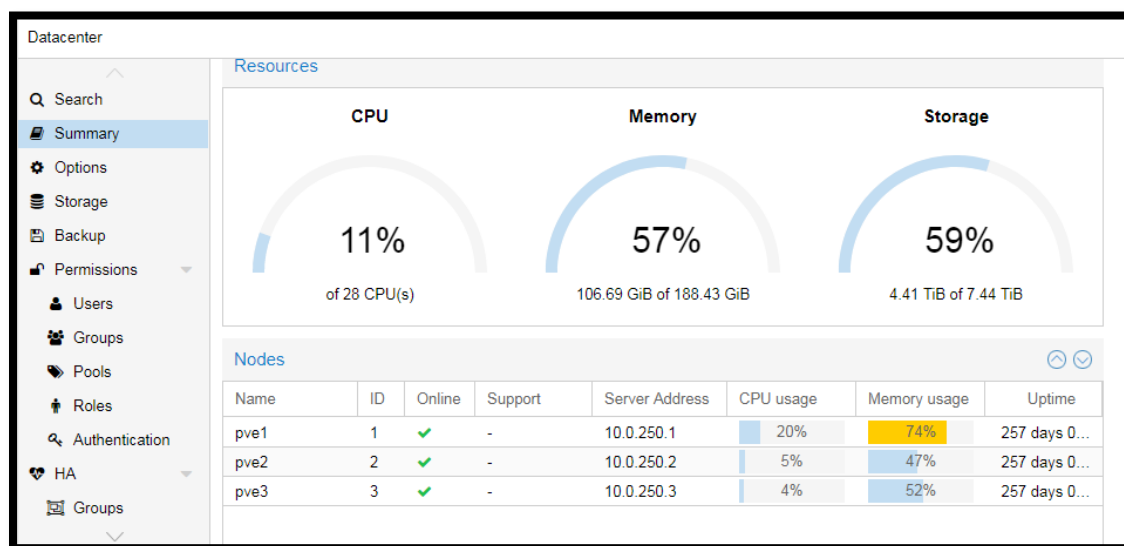 Datacenter
Search
Summary
Options
Storage
Backup
Permissions
Users
Groups
Pools
Roles
Authentication
HA
Groups
Resources
CPU
11%
of 28 CPU(s)
Memory
57%
106.69 GiB of 188.43 GiB
Storage
59%
4.41 TiB of 7.44 TiB
Nodes
Name ID Online Support Server Address CPU usage Memory usage Uptime
pve1 1 - 10.0.250.1 20% 74% 257 days 0...
pve2 2 - 10.0.250.2 5% 47% 257 days 0...
pve3 3 - 10.0.250.3 4% 52% 257 days 0...